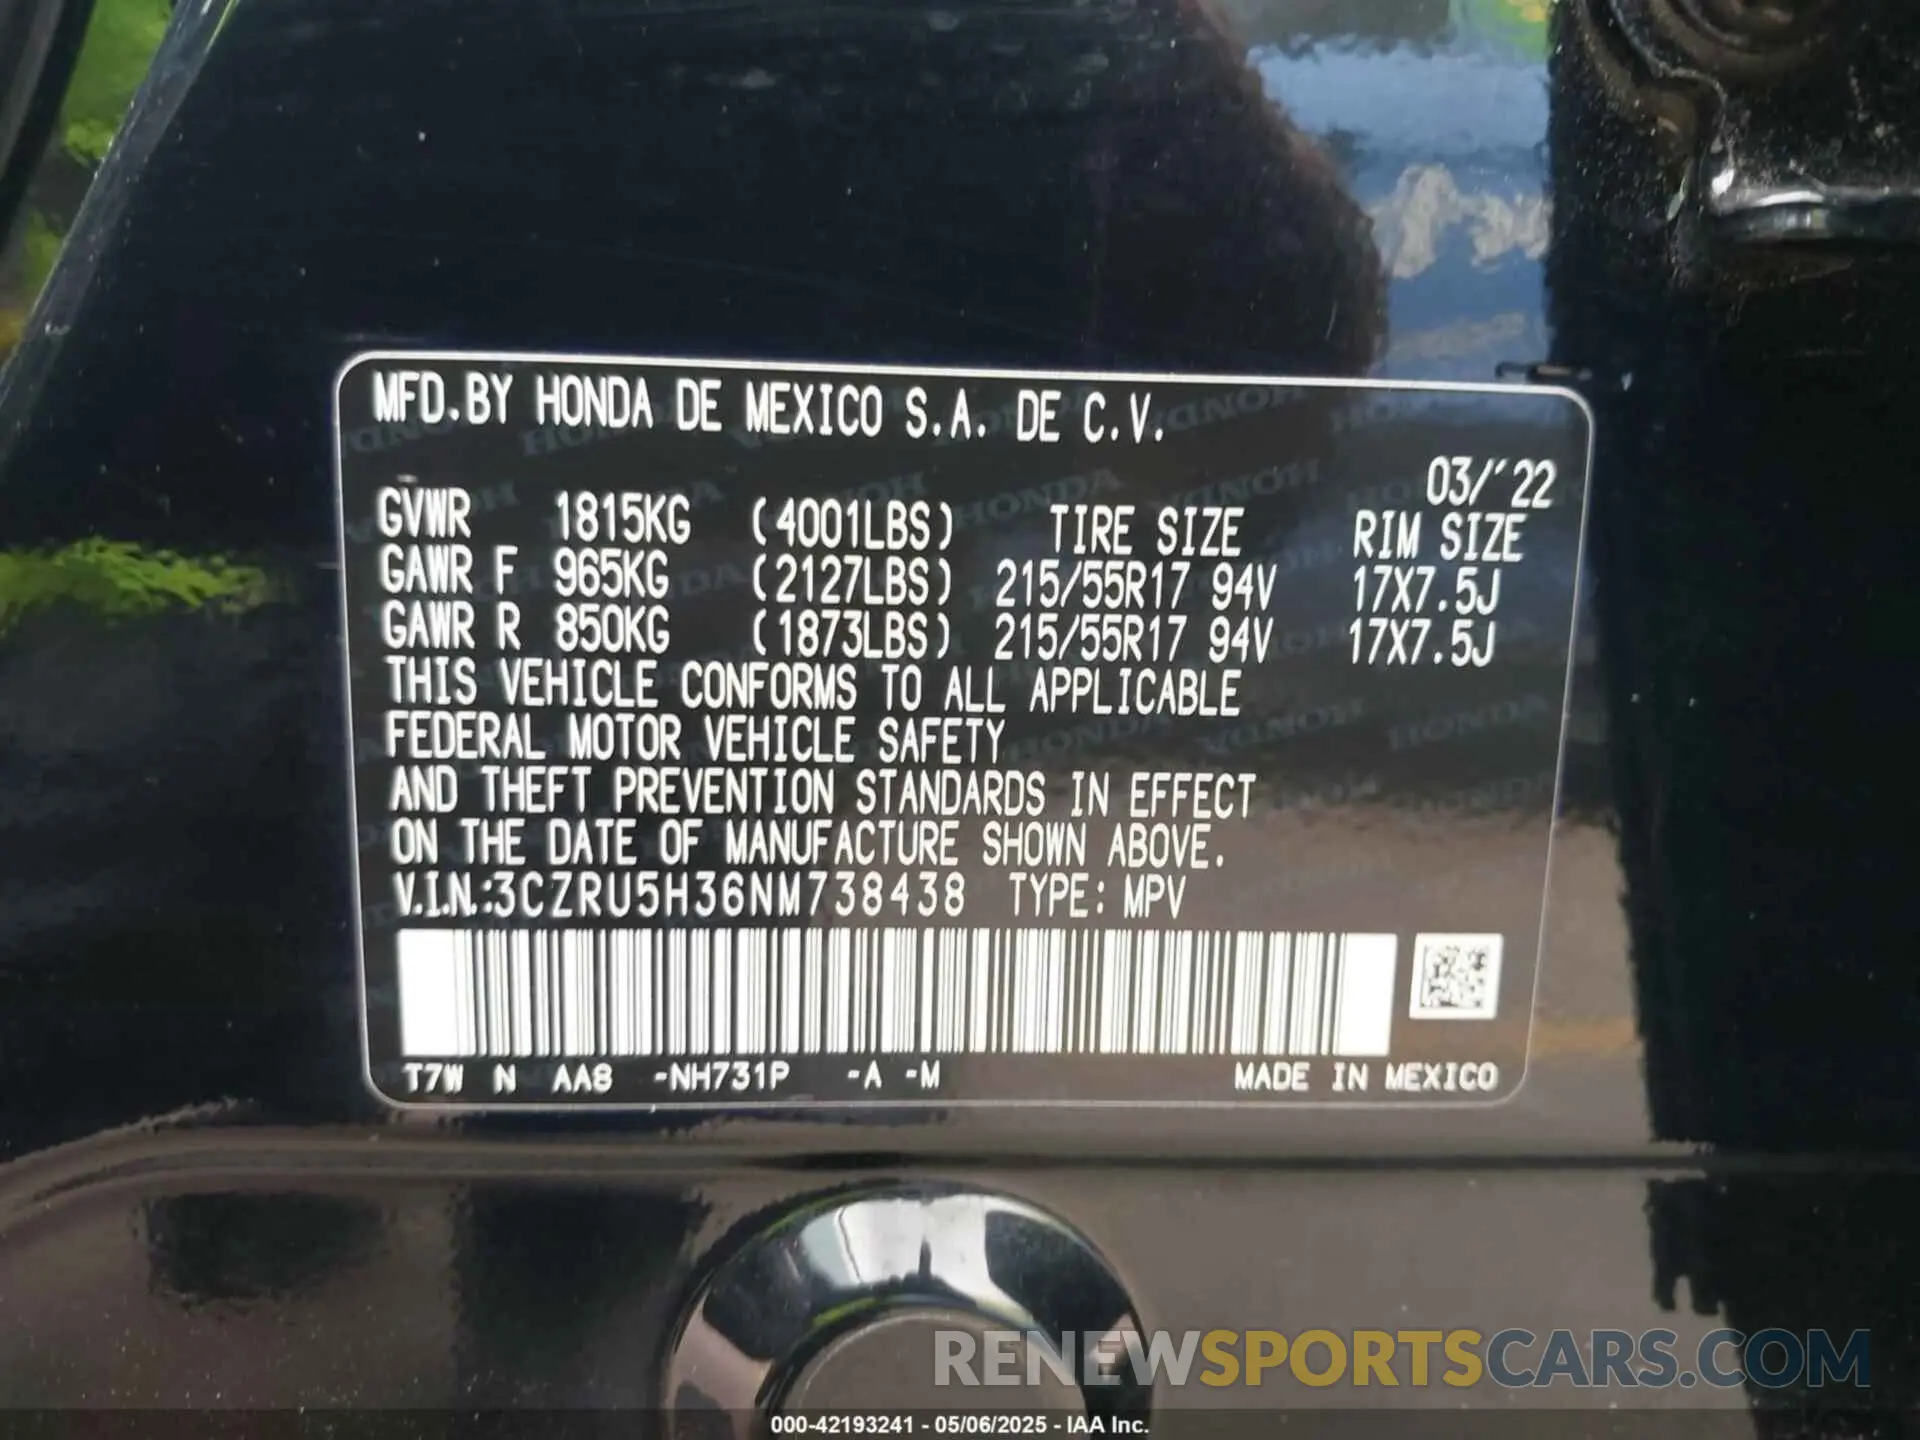 MFD.BY HONDA DE MEXICO S.A. DE C.V.
03/'22
GVWR 1815KG (4001LBS) TIRE SIZE RIM SIZE
GAWR F 965KG (2127LBS) 215/55R17 94V 17X7.5J
GAWR R 850KG (1873LBS) 215/55R17 94V 17X7.5J
THIS VEHICLE CONFORMS TO ALL APPLICABLE
FEDERAL MOTOR VEHICLE SAFETY
AND THEFT PREVENTION STANDARDS IN EFFECT
ON THE DATE OF MANUFACTURE SHOWN ABOVE.
V.I.N.:3CZRU5H36NM738438 TYPE: MPV
T7W N AA8 -NH731P -A -M MADE IN MEXICO
RENEWSPORTSCARS.COM
000-42193241 - 05/06/2025 - IAA Inc.